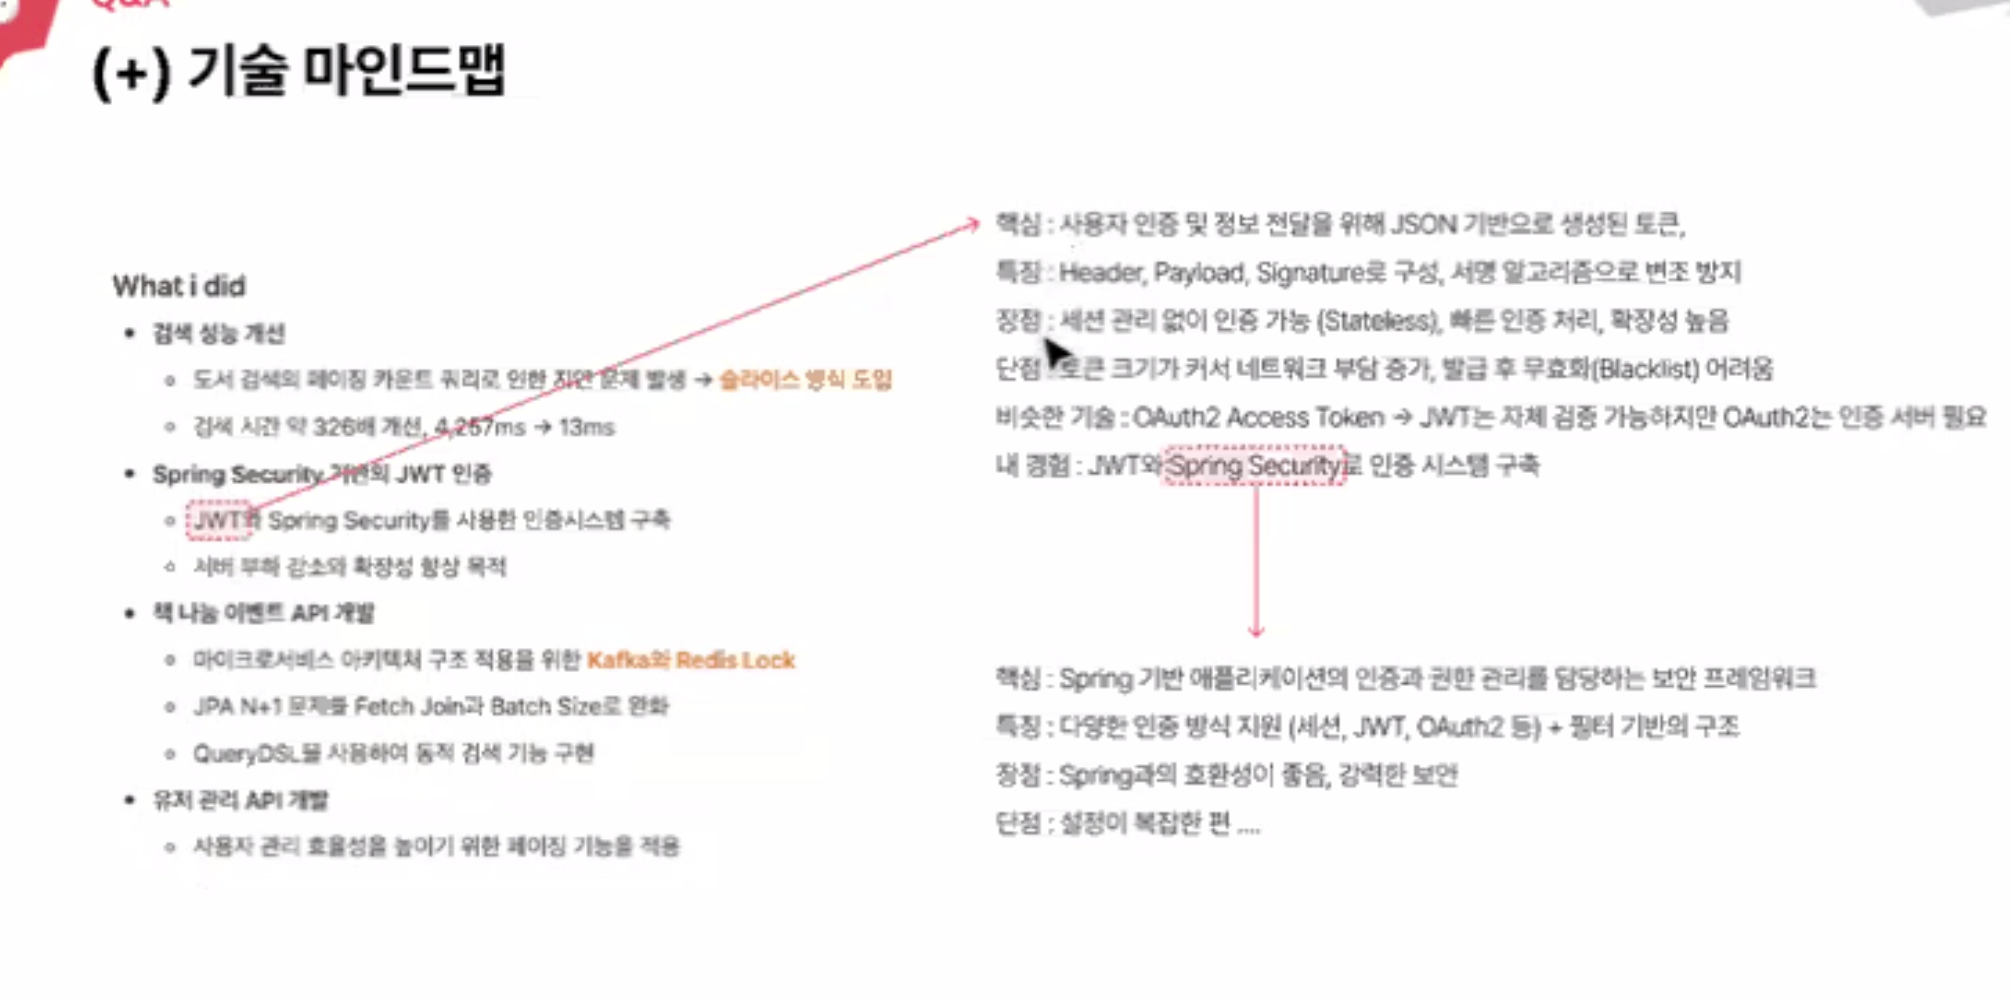 Q&A
(+) 기술 마인드맵
What i did
검색 성능 개선
도서 검색의 페이징 카운트 쿼리로 인한 지연 문제 발생 → 슬라이스 방식 도입
검색 시간 약 326배 개선, 4,257ms → 13ms
Spring Security 기반의 JWT 인증
JWT와 Spring Security를 사용한 인증시스템 구축
서버 부하 감소와 확장성 향상 목적
책 나눔 이벤트 API 개발
마이크로서비스 아키텍처 구조 적용을 위한 Kafka와 Redis Lock
JPA N+1 문제를 Fetch Join과 Batch Size로 완화
QueryDSL을 사용하여 동적 검색 기능 구현
유저 관리 API 개발
사용자 관리 효율성을 높이기 위한 페이징 기능을 적용
핵심 : 사용자 인증 및 정보 전달을 위해 JSON 기반으로 생성된 토큰,
특징 : Header, Payload, Signature로 구성, 서명 알고리즘으로 변조 방지
장점 : 세션 관리 없이 인증 가능 (Stateless), 빠른 인증 처리, 확장성 높음
단점 : 토큰 크기가 커서 네트워크 부담 증가, 발급 후 무효화(Blacklist) 어려움
비슷한 기술 : OAuth2 Access Token → JWT는 자체 검증 가능하지만 OAuth2는 인증 서버 필요
내 경험 : JWT와 Spring Security로 인증 시스템 구축
핵심 : Spring 기반 애플리케이션의 인증과 권한 관리를 담당하는 보안 프레임워크
특징 : 다양한 인증 방식 지원 (세션, JWT, OAuth2 등) + 필터 기반의 구조
장점 : Spring과의 호환성이 좋음, 강력한 보안
단점 : 설정이 복잡한 편 ....